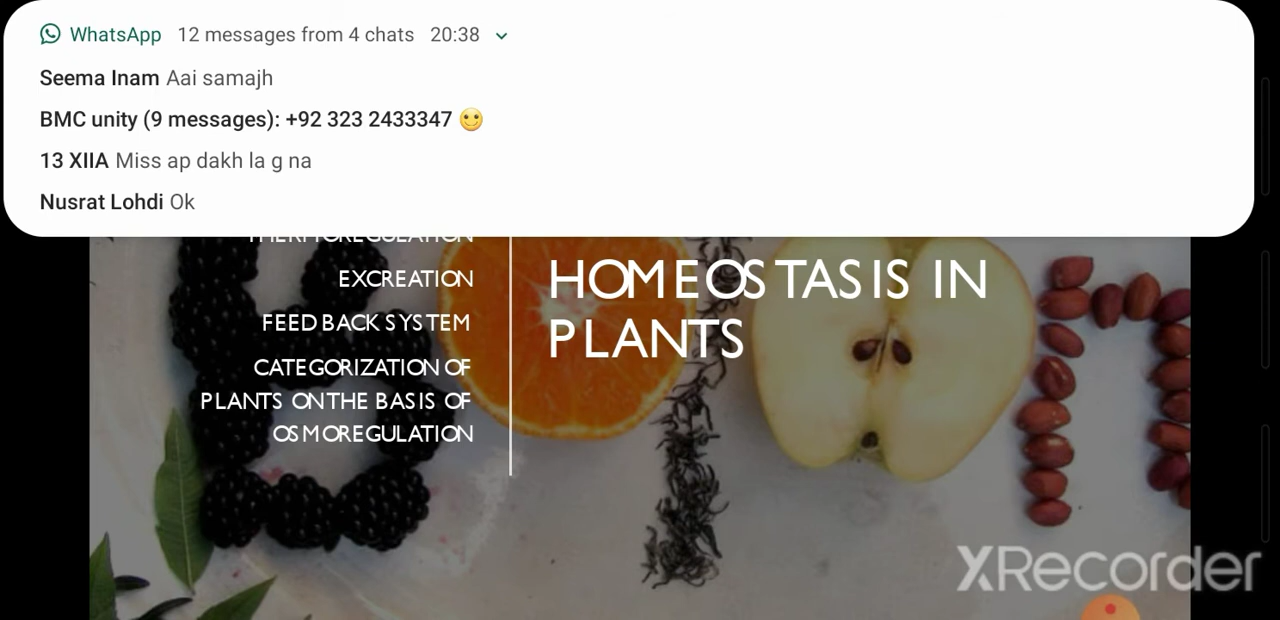 WhatsApp 12 messages from 4 chats 20:38
Seema Inam Aai samajh
BMC unity (9 messages): +92 323 2433347 🙂
13 XIIA Miss ap dakh la g na
Nusrat Lohdi Ok
THERMOREGULATION
EXCREATION
FEED BACK SYSTEM
CATEGORIZATION OF
PLANTS ON THE BASIS OF
OSMOREGULATION
HOMEOSTASIS IN
PLANTS
XRecorder